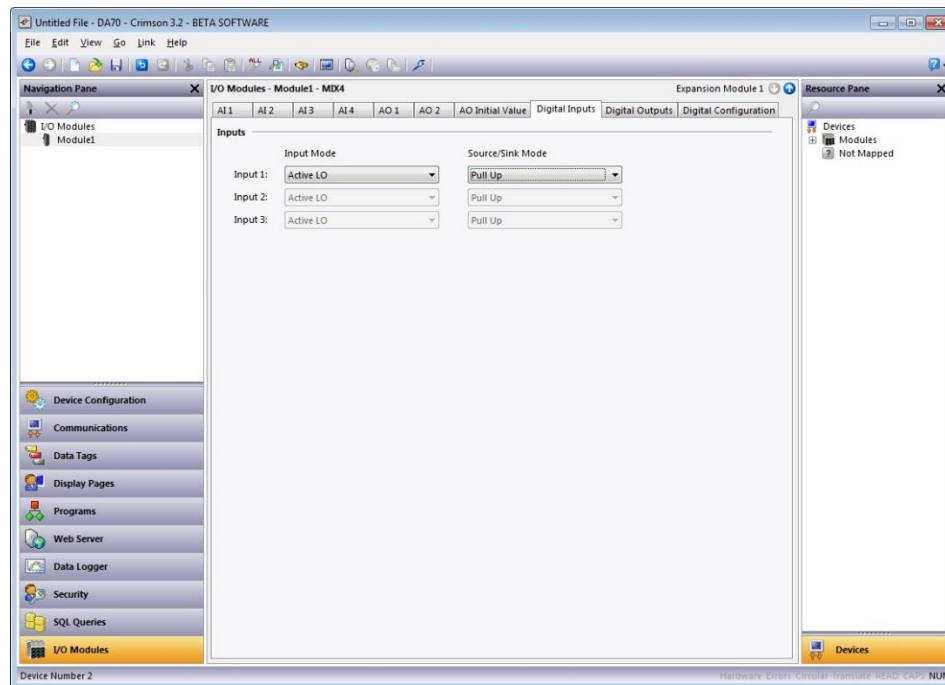 Untitled File - DA70 - Crimson 3.2 - BETA SOFTWARE
File Edit View Go Link Help
Navigation Pane
I/O Modules
Module1
I/O Modules - Module1 - MIX4
Expansion Module 1
AI 1 AI 2 AI 3 AI 4 AO 1 AO 2 AO Initial Value Digital Inputs Digital Outputs Digital Configuration
Inputs
Input Mode Source/Sink Mode
Input 1: Active LO Pull Up
Input 2: Active LO Pull Up
Input 3: Active LO Pull Up
Resource Pane
Devices
Modules
Not Mapped
Device Configuration
Communications
Data Tags
Display Pages
Programs
Web Server
Data Logger
Security
SQL Queries
I/O Modules
Devices
Device Number 2
Hardware Errors Circular Translate READ CAPS NUM